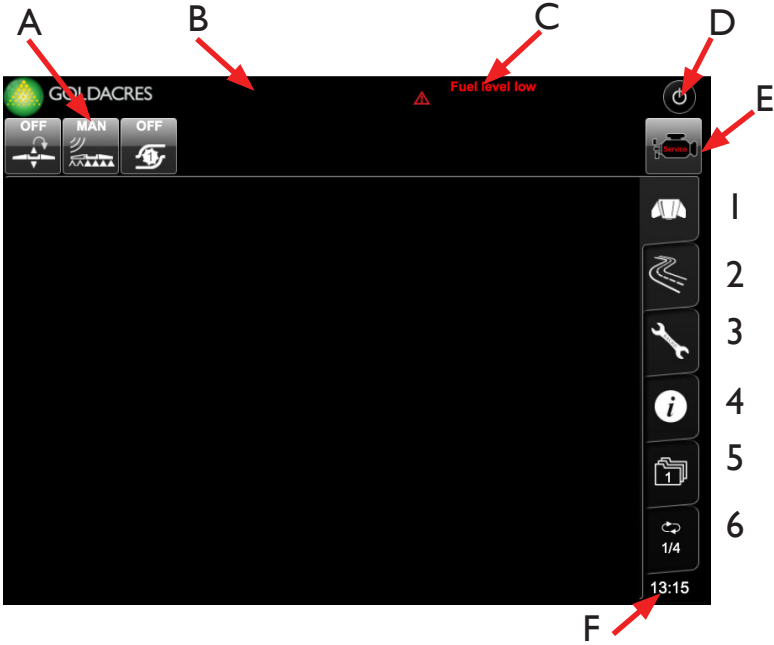 A B C D
Fuel level low
GOLDACRES
E
OFF MAN OFF
1
Service
1
2
3
i
4
1
5
6
1/4
13:15
F